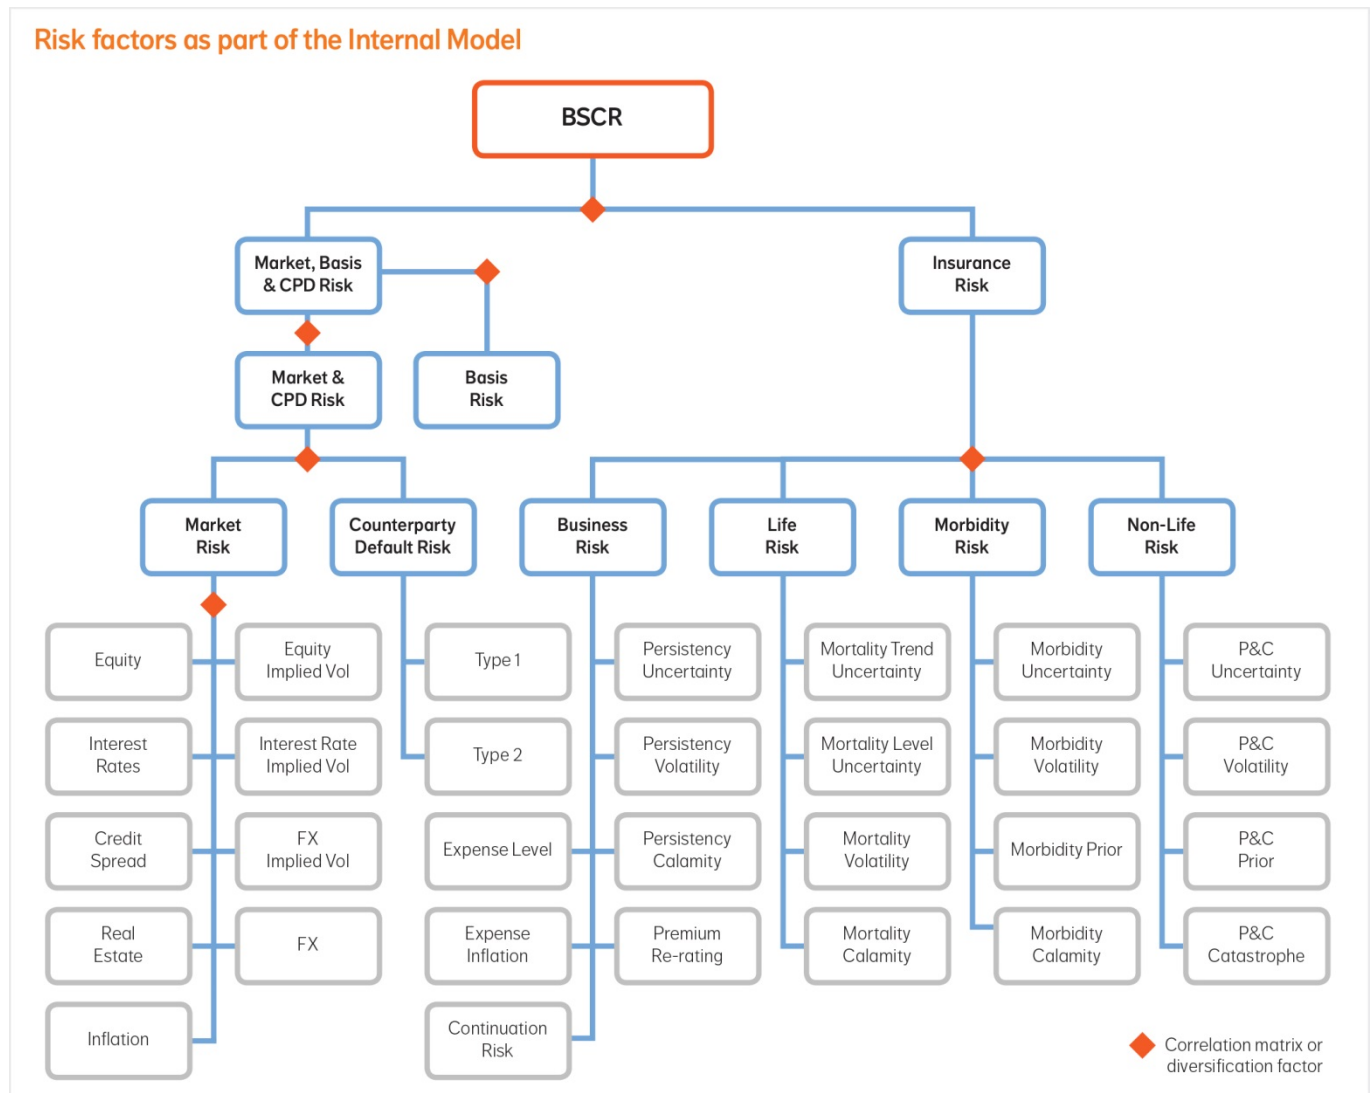 Risk factors as part of the Internal Model
BSCR
Market, Basis
& CPD Risk
Insurance
Risk
Market &
CPD Risk
Basis
Risk
Market
Risk
Counterparty
Default Risk
Business
Risk
Life
Risk
Morbidity
Risk
Non-Life
Risk
Equity
Equity
Implied Vol
Type 1
Persistency
Uncertainty
Mortality Trend
Uncertainty
Morbidity
Uncertainty
P&C
Uncertainty
Interest
Rates
Interest Rate
Implied Vol
Type 2
Persistency
Volatility
Mortality Level
Uncertainty
Morbidity
Volatility
P&C
Volatility
Credit
Spread
FX
Implied Vol
Expense Level
Persistency
Calamity
Mortality
Volatility
Morbidity Prior
P&C
Prior
Real
Estate
FX
Expense
Inflation
Premium
Re-rating
Mortality
Calamity
Morbidity
Calamity
P&C
Catastrophe
Inflation
Continuation
Risk
Correlation matrix or
diversification factor